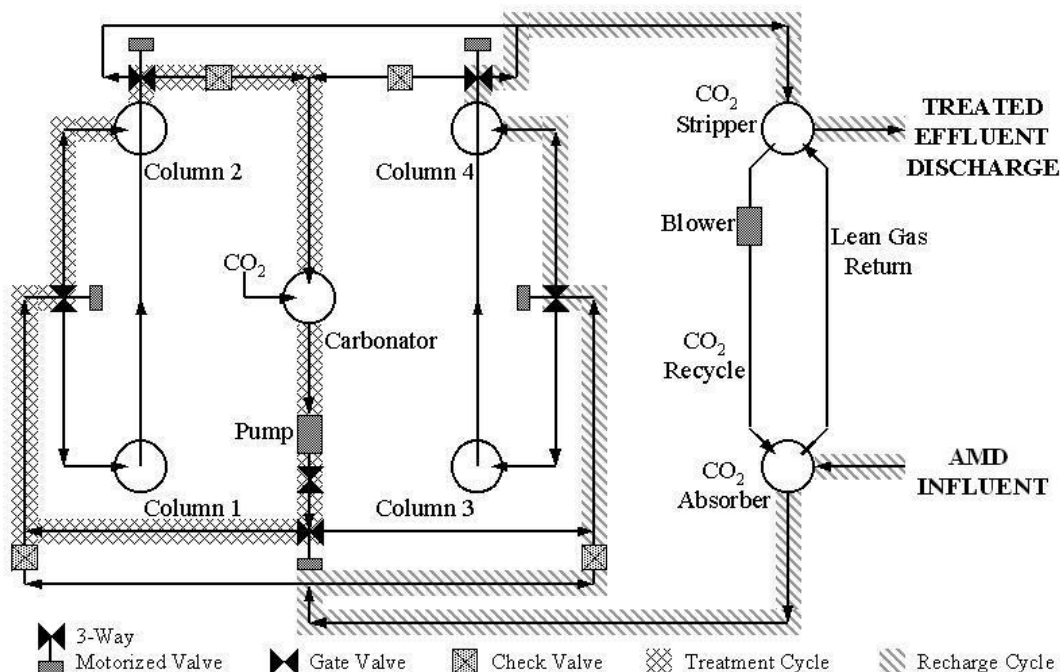 CO2
Stripper
TREATED
EFFLUENT
DISCHARGE
Column 2
Column 4
Blower
Lean Gas
Return
CO2
Carbonator
CO2
Recycle
Pump
AMD
INFLUENT
CO2
Absorber
Column 1
Column 3
3-Way
Motorized Valve
Gate Valve
Check Valve
Treatment Cycle
Recharge Cycle